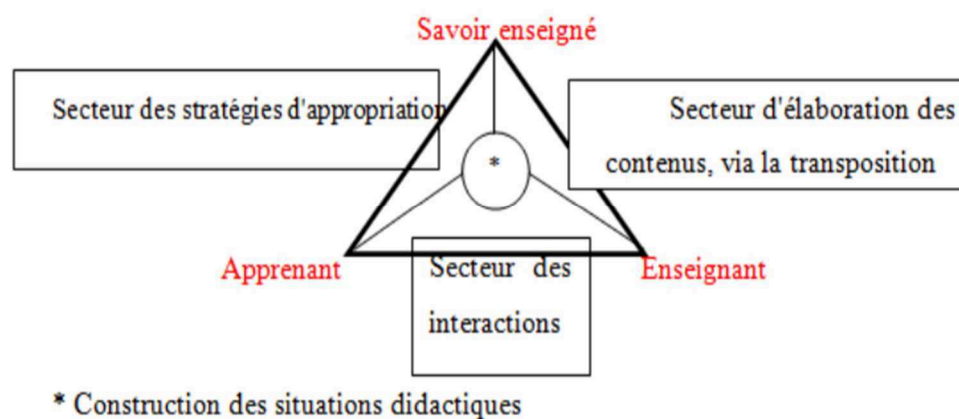 Savoir enseigné
Secteur des stratégies d'appropriation
Secteur d'élaboration des
contenus, via la transposition
*
Apprenant
Enseignant
Secteur des
interactions
* Construction des situations didactiques